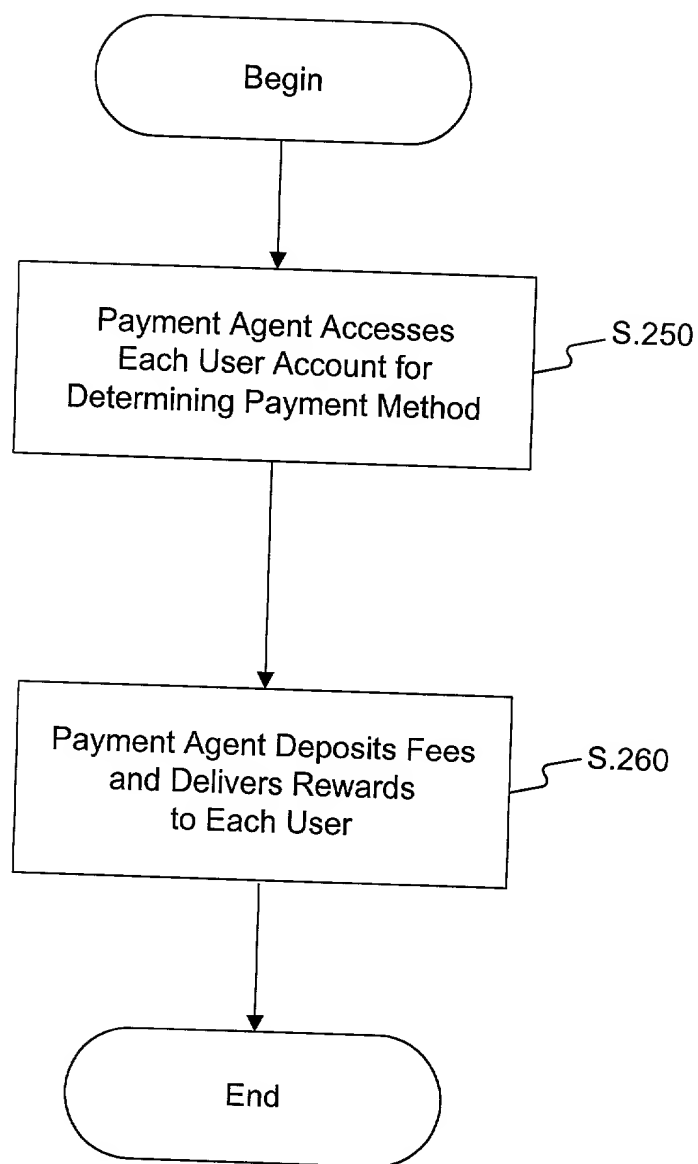 Begin
Payment Agent Accesses
Each User Account for
Determining Payment Method
S.250
Payment Agent Deposits Fees
and Delivers Rewards
to Each User
S.260
End